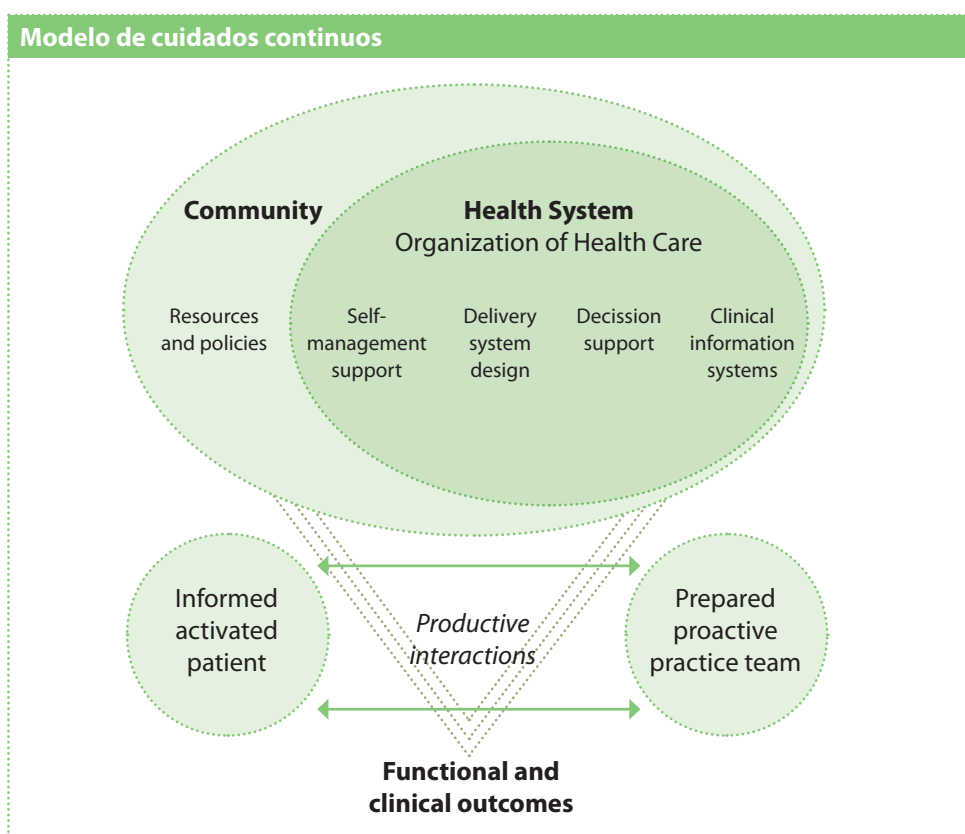 Modelo de cuidados continuos
Community
Health System
Organization of Health Care
Resources
and policies
Self-
management
support
Delivery
system
design
Decission
support
Clinical
information
systems
Informed
activated
patient
Productive
interactions
Prepared
proactive
practice team
Functional and
clinical outcomes